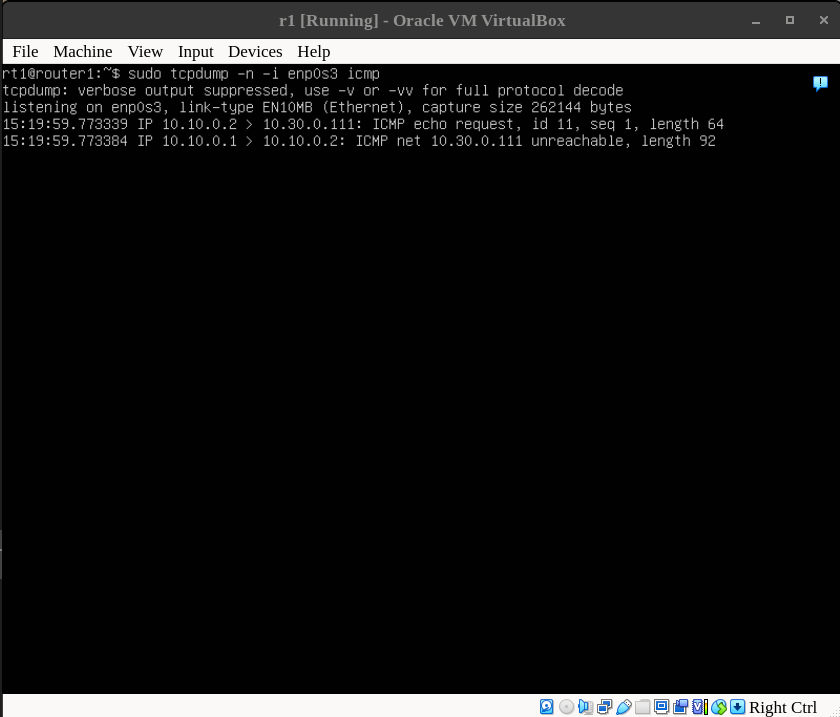 r1 [Running] - Oracle VM VirtualBox
File Machine View Input Devices Help
rt1@router1:~$ sudo tcpdump -n -i enp0s3 icmp
tcpdump: verbose output suppressed, use -v or -vv for full protocol decode
listening on enp0s3, link-type EN10MB (Ethernet), capture size 262144 bytes
15:19:59.773339 IP 10.10.0.2 > 10.30.0.111: ICMP echo request, id 11, seq 1, length 64
15:19:59.773384 IP 10.10.0.1 > 10.10.0.2: ICMP net 10.30.0.111 unreachable, length 92
Right Ctrl